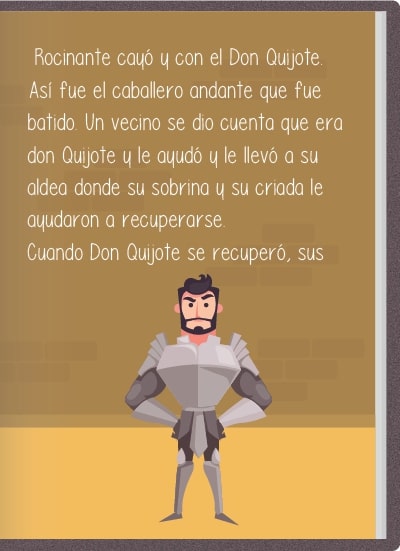 Rocinante cayó y con el Don Quijote.
Así fue el caballero andante que fue
batido. Un vecino se dio cuenta que era
don Quijote y le ayudó y le llevó a su
aldea donde su sobrina y su criada le
ayudaron a recuperarse.
Cuando Don Quijote se recuperó, sus